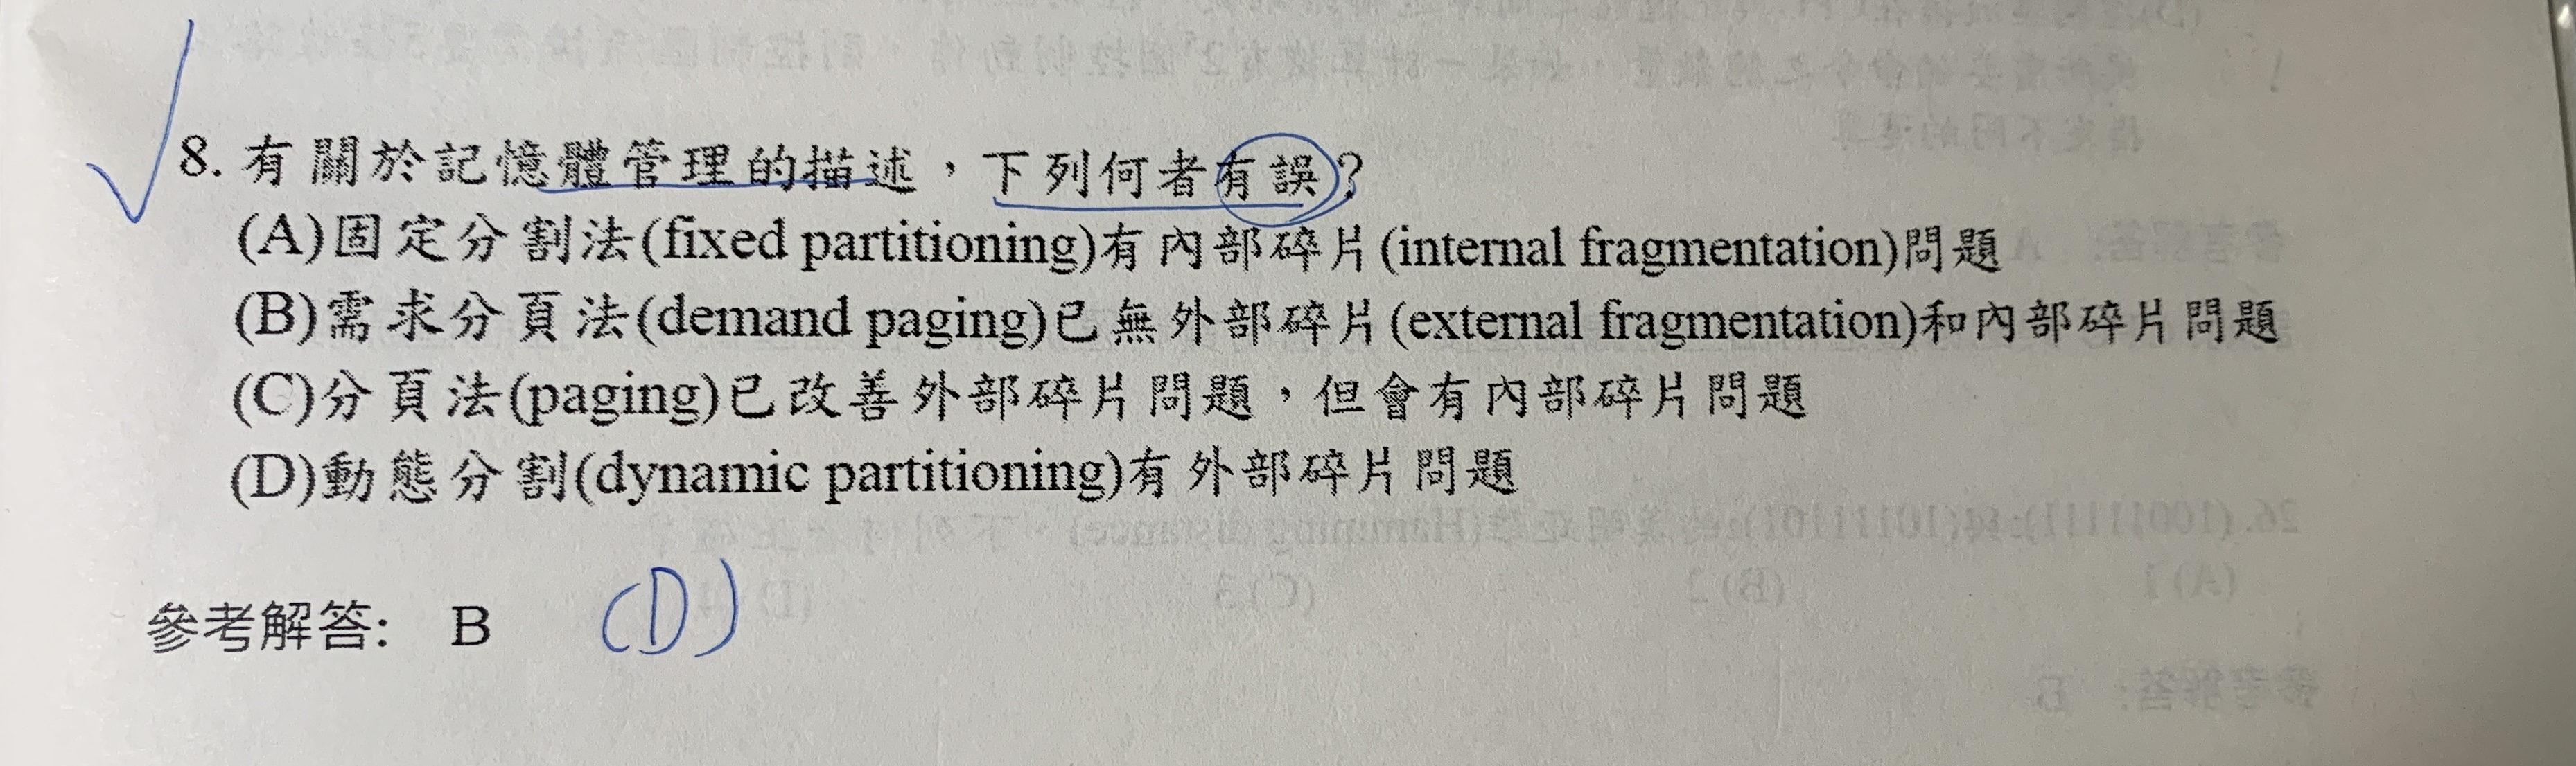 8. 有關於記憶體管理的描述，下列何者有誤？
(A)固定分割法(fixed partitioning)有內部碎片(internal fragmentation)問題
(B)需求分頁法(demand paging)已無外部碎片(external fragmentation)和內部碎片問題
(C)分頁法(paging)已改善外部碎片問題，但會有內部碎片問題
(D)動態分割(dynamic partitioning)有外部碎片問題
參考解答: B (D)